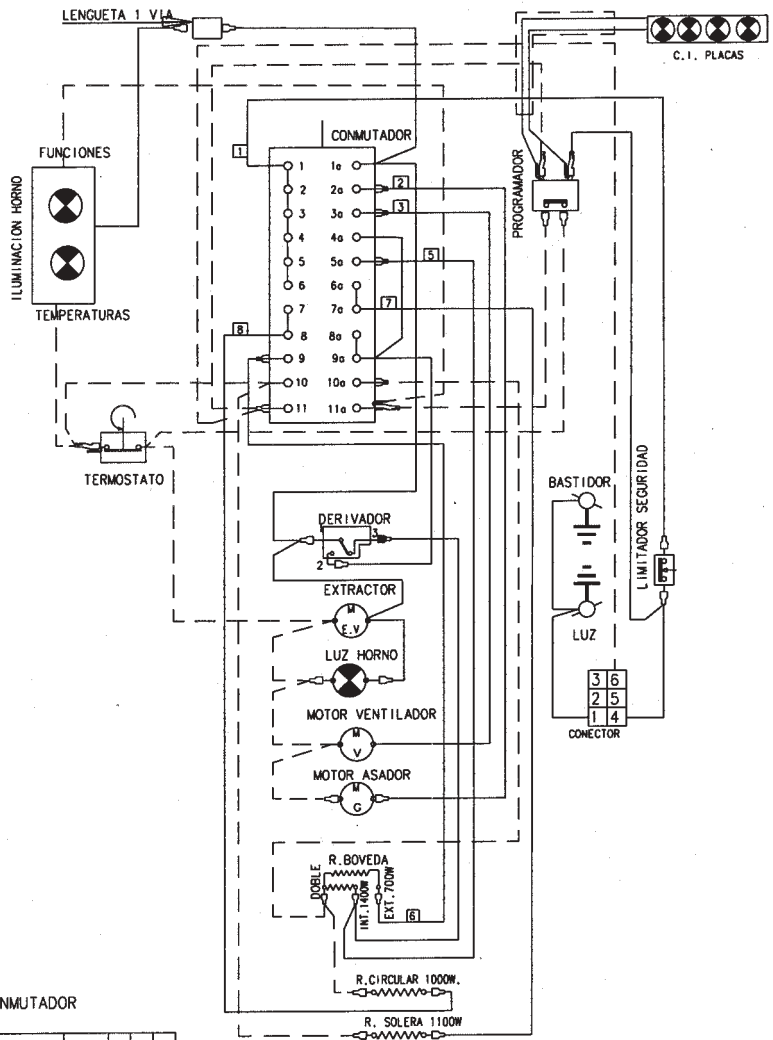 LENGUETA 1 VIA
C.I. PLACAS
CONMUTADOR
PROGRAMADOR
FUNCIONES
ILUMINACION HORNO
TEMPERATURAS
1
1 1a
2 2a 2
3 3a 3
4 4a
5 5a 5
6 6a
7 7a 7
8
8 8a
9 9a
10 10a
11 11a
TERMOSTATO
BASTIDOR
LIMITADOR SEGURIDAD
LUZ
DERIVADOR
1 3
2
EXTRACTOR
M
E.V
LUZ HORNO
3 6
2 5
1 4
CONECTOR
MOTOR VENTILADOR
M
V
MOTOR ASADOR
M
G
R.BOVEDA
DOBLE
INT.1400W
EXT.700W
6
R.CIRCULAR 1000W.
R. SOLERA 1100W
NMUTADOR